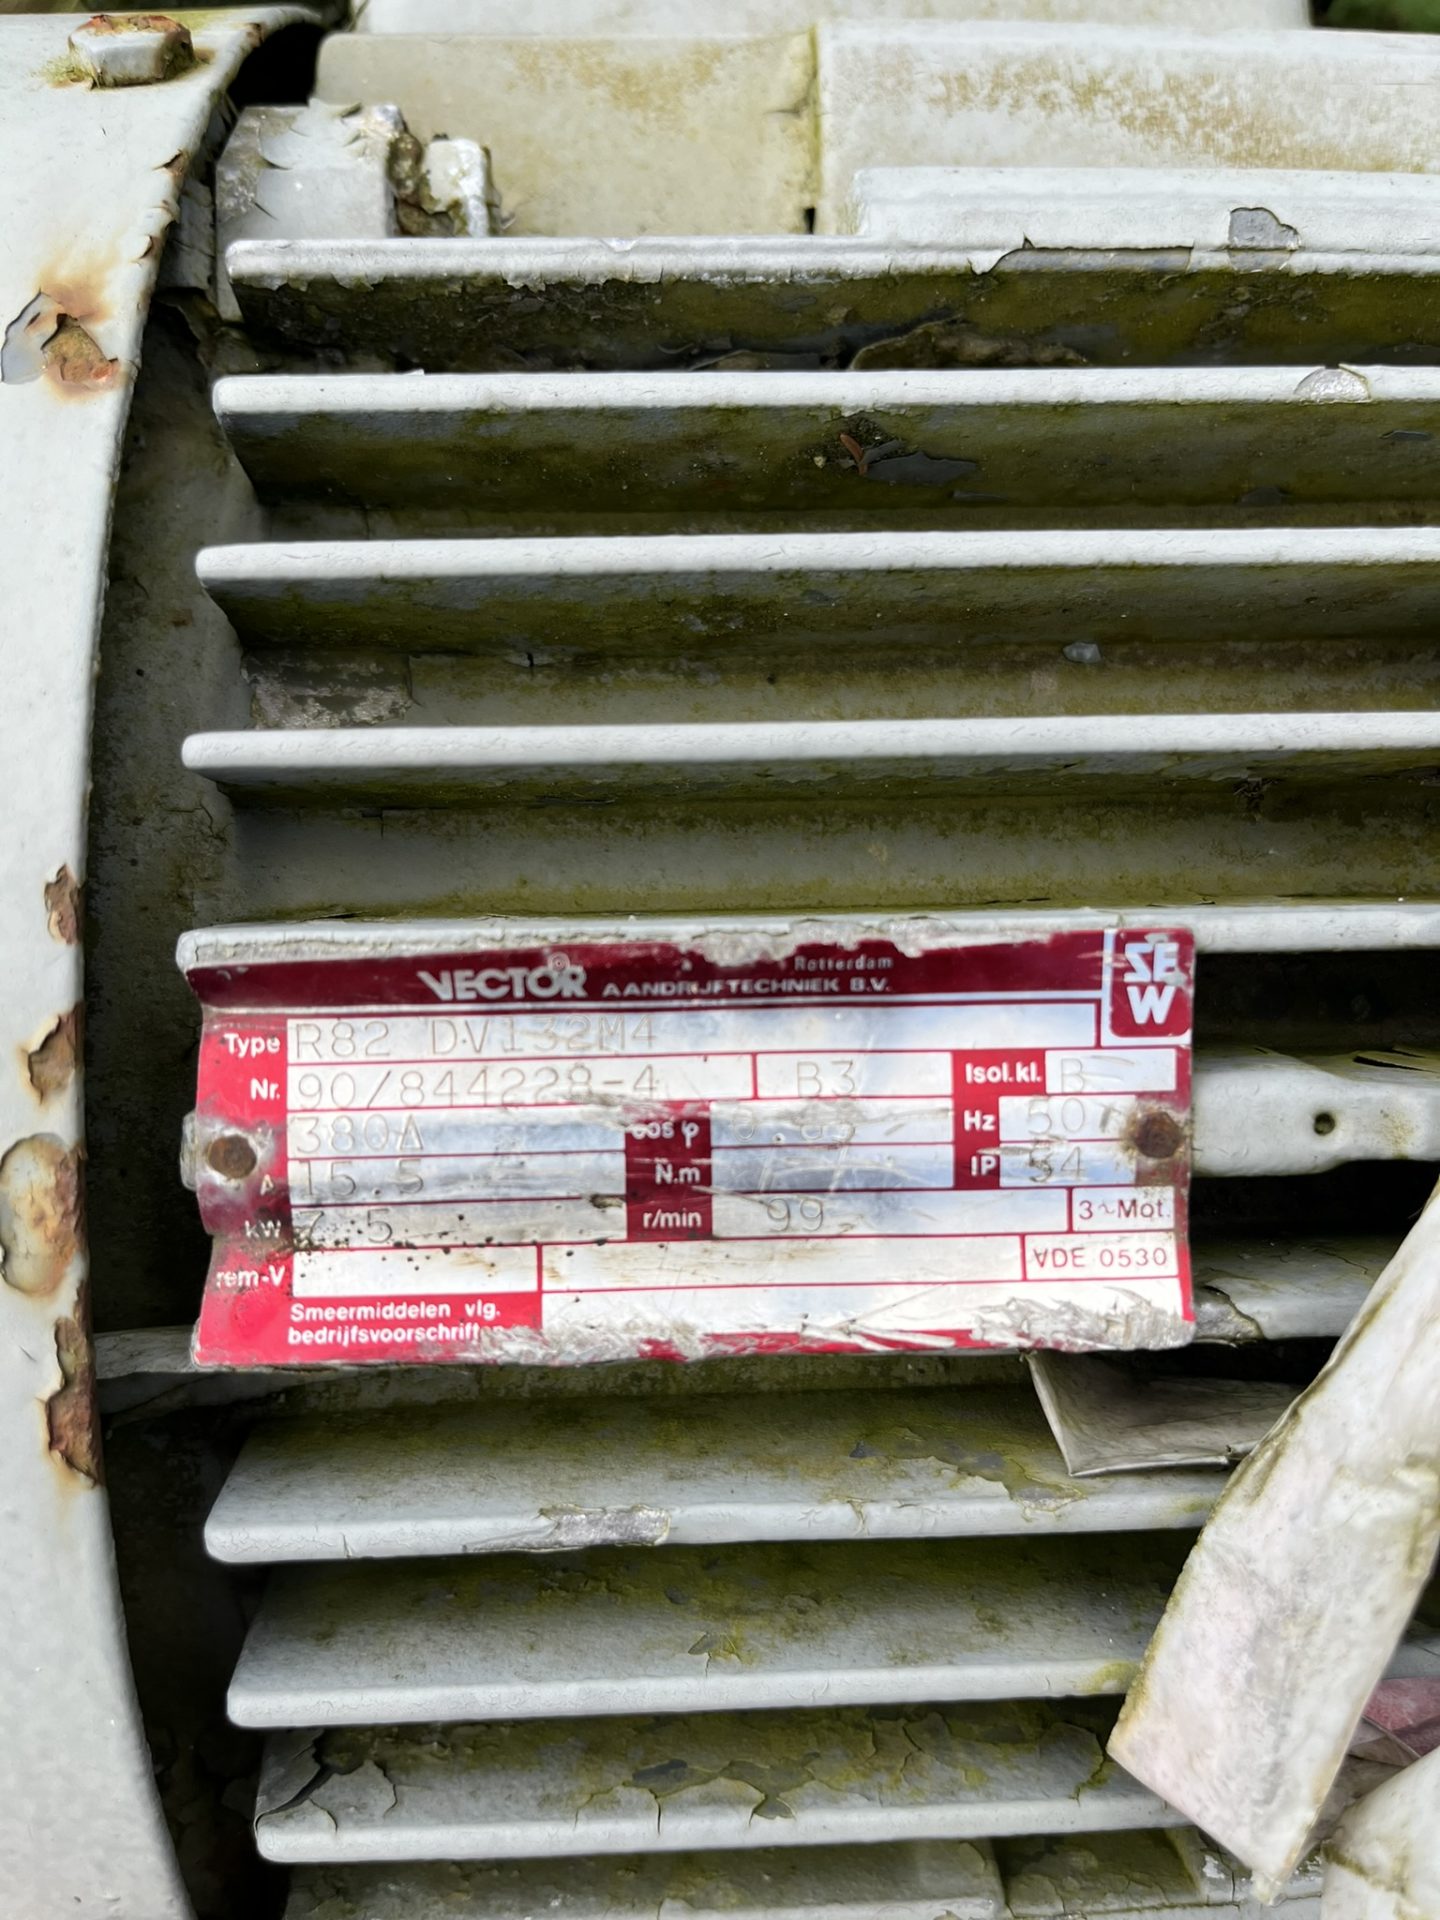 VECTOR Rotterdam
AANDRIJFTECHNIEK B.V.
SEW
Type R82 DV132M4
Nr. 90/844228-4 B3 Isol.kl. B
380Δ cos φ Hz 50
A 15.5 N.m IP 54
kW 7.5 r/min 99 3~Mot.
rem-V VDE 0530
Smeermiddelen vlg.
bedrijfsvoorschriften